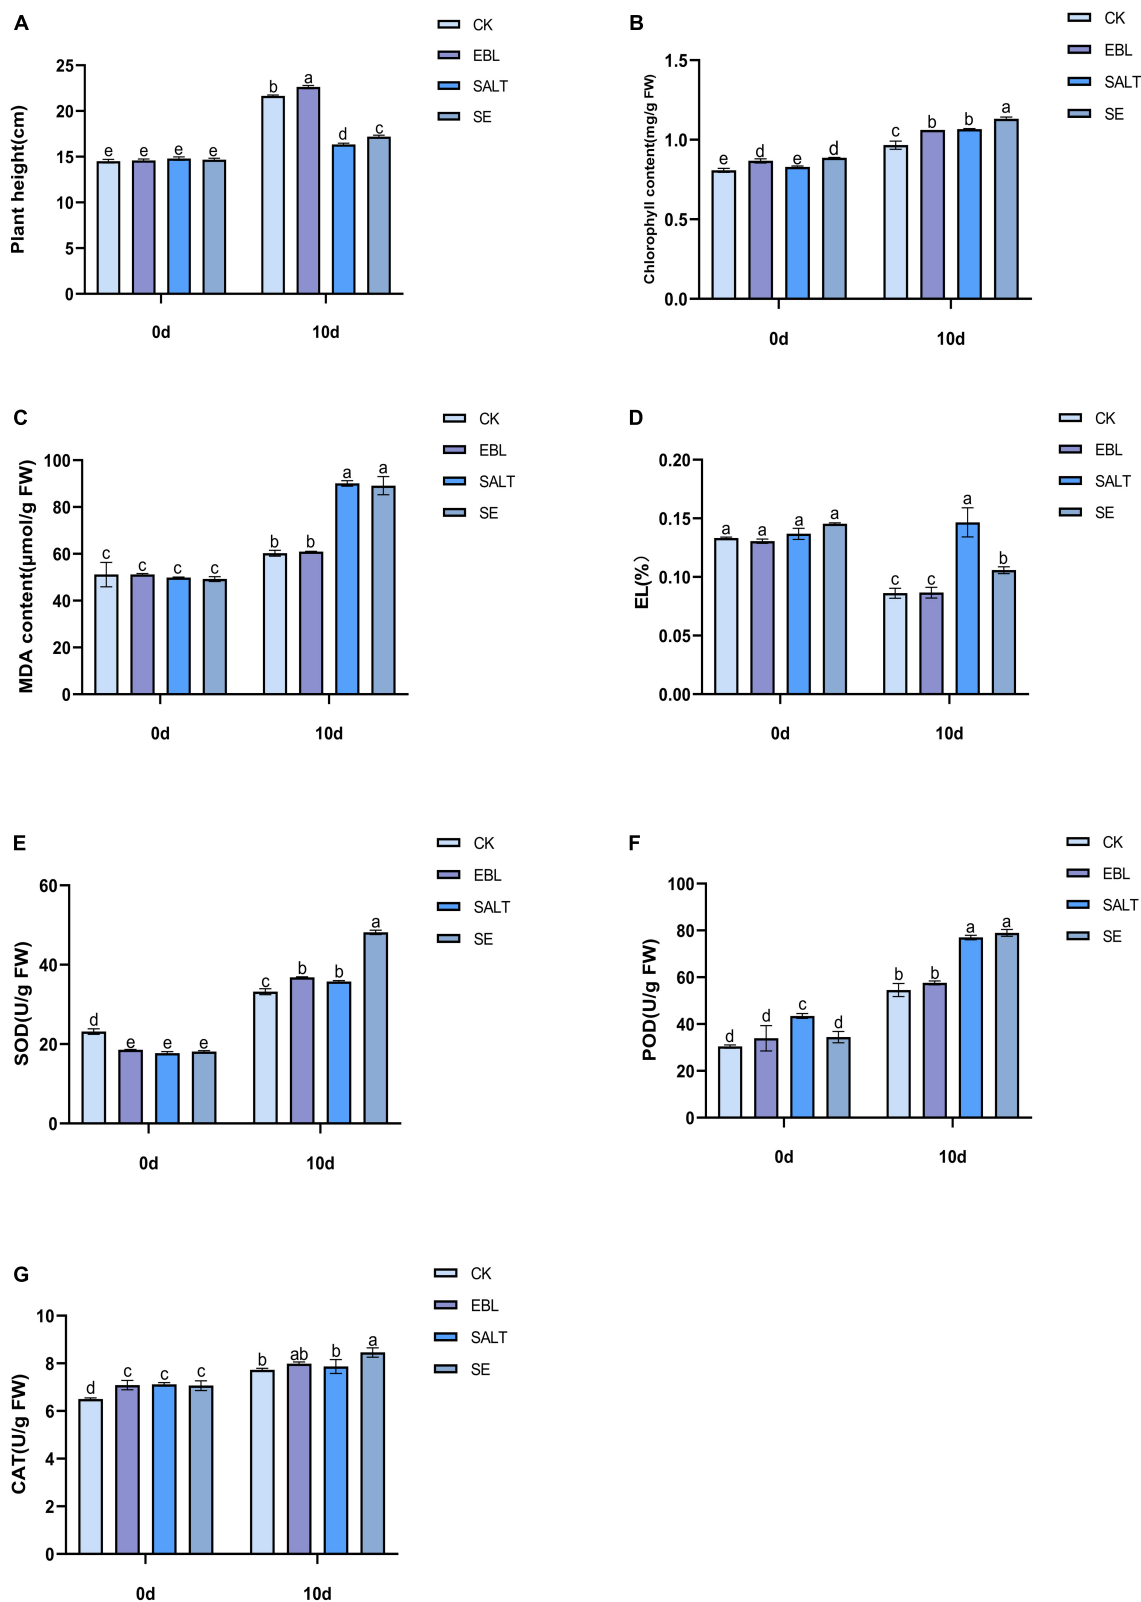 A
CK
EBL
SALT
SE
Plant height(cm)
25
20
15
10
5
0
e e e e
b a d c
0d 10d
B
CK
EBL
SALT
SE
Chlorophyll content(mg/g FW)
1.5
1.0
0.5
0.0
e d e d
c b b a
0d 10d
C
CK
EBL
SALT
SE
MDA content(μmol/g FW)
100
80
60
40
20
0
c c c c
b b a a
0d 10d
D
CK
EBL
SALT
SE
EL(%）
0.20
0.15
0.10
0.05
0.00
a a a a
c c a b
0d 10d
E
CK
EBL
SALT
SE
SOD(U/g FW)
60
40
20
0
d e e e
c b b a
0d 10d
F
CK
EBL
SALT
SE
POD(U/g FW)
100
80
60
40
20
0
d d c d
b b a a
0d 10d
G
CK
EBL
SALT
SE
CAT(U/g FW)
10
8
6
4
2
0
d c c c
b ab b a
0d 10d